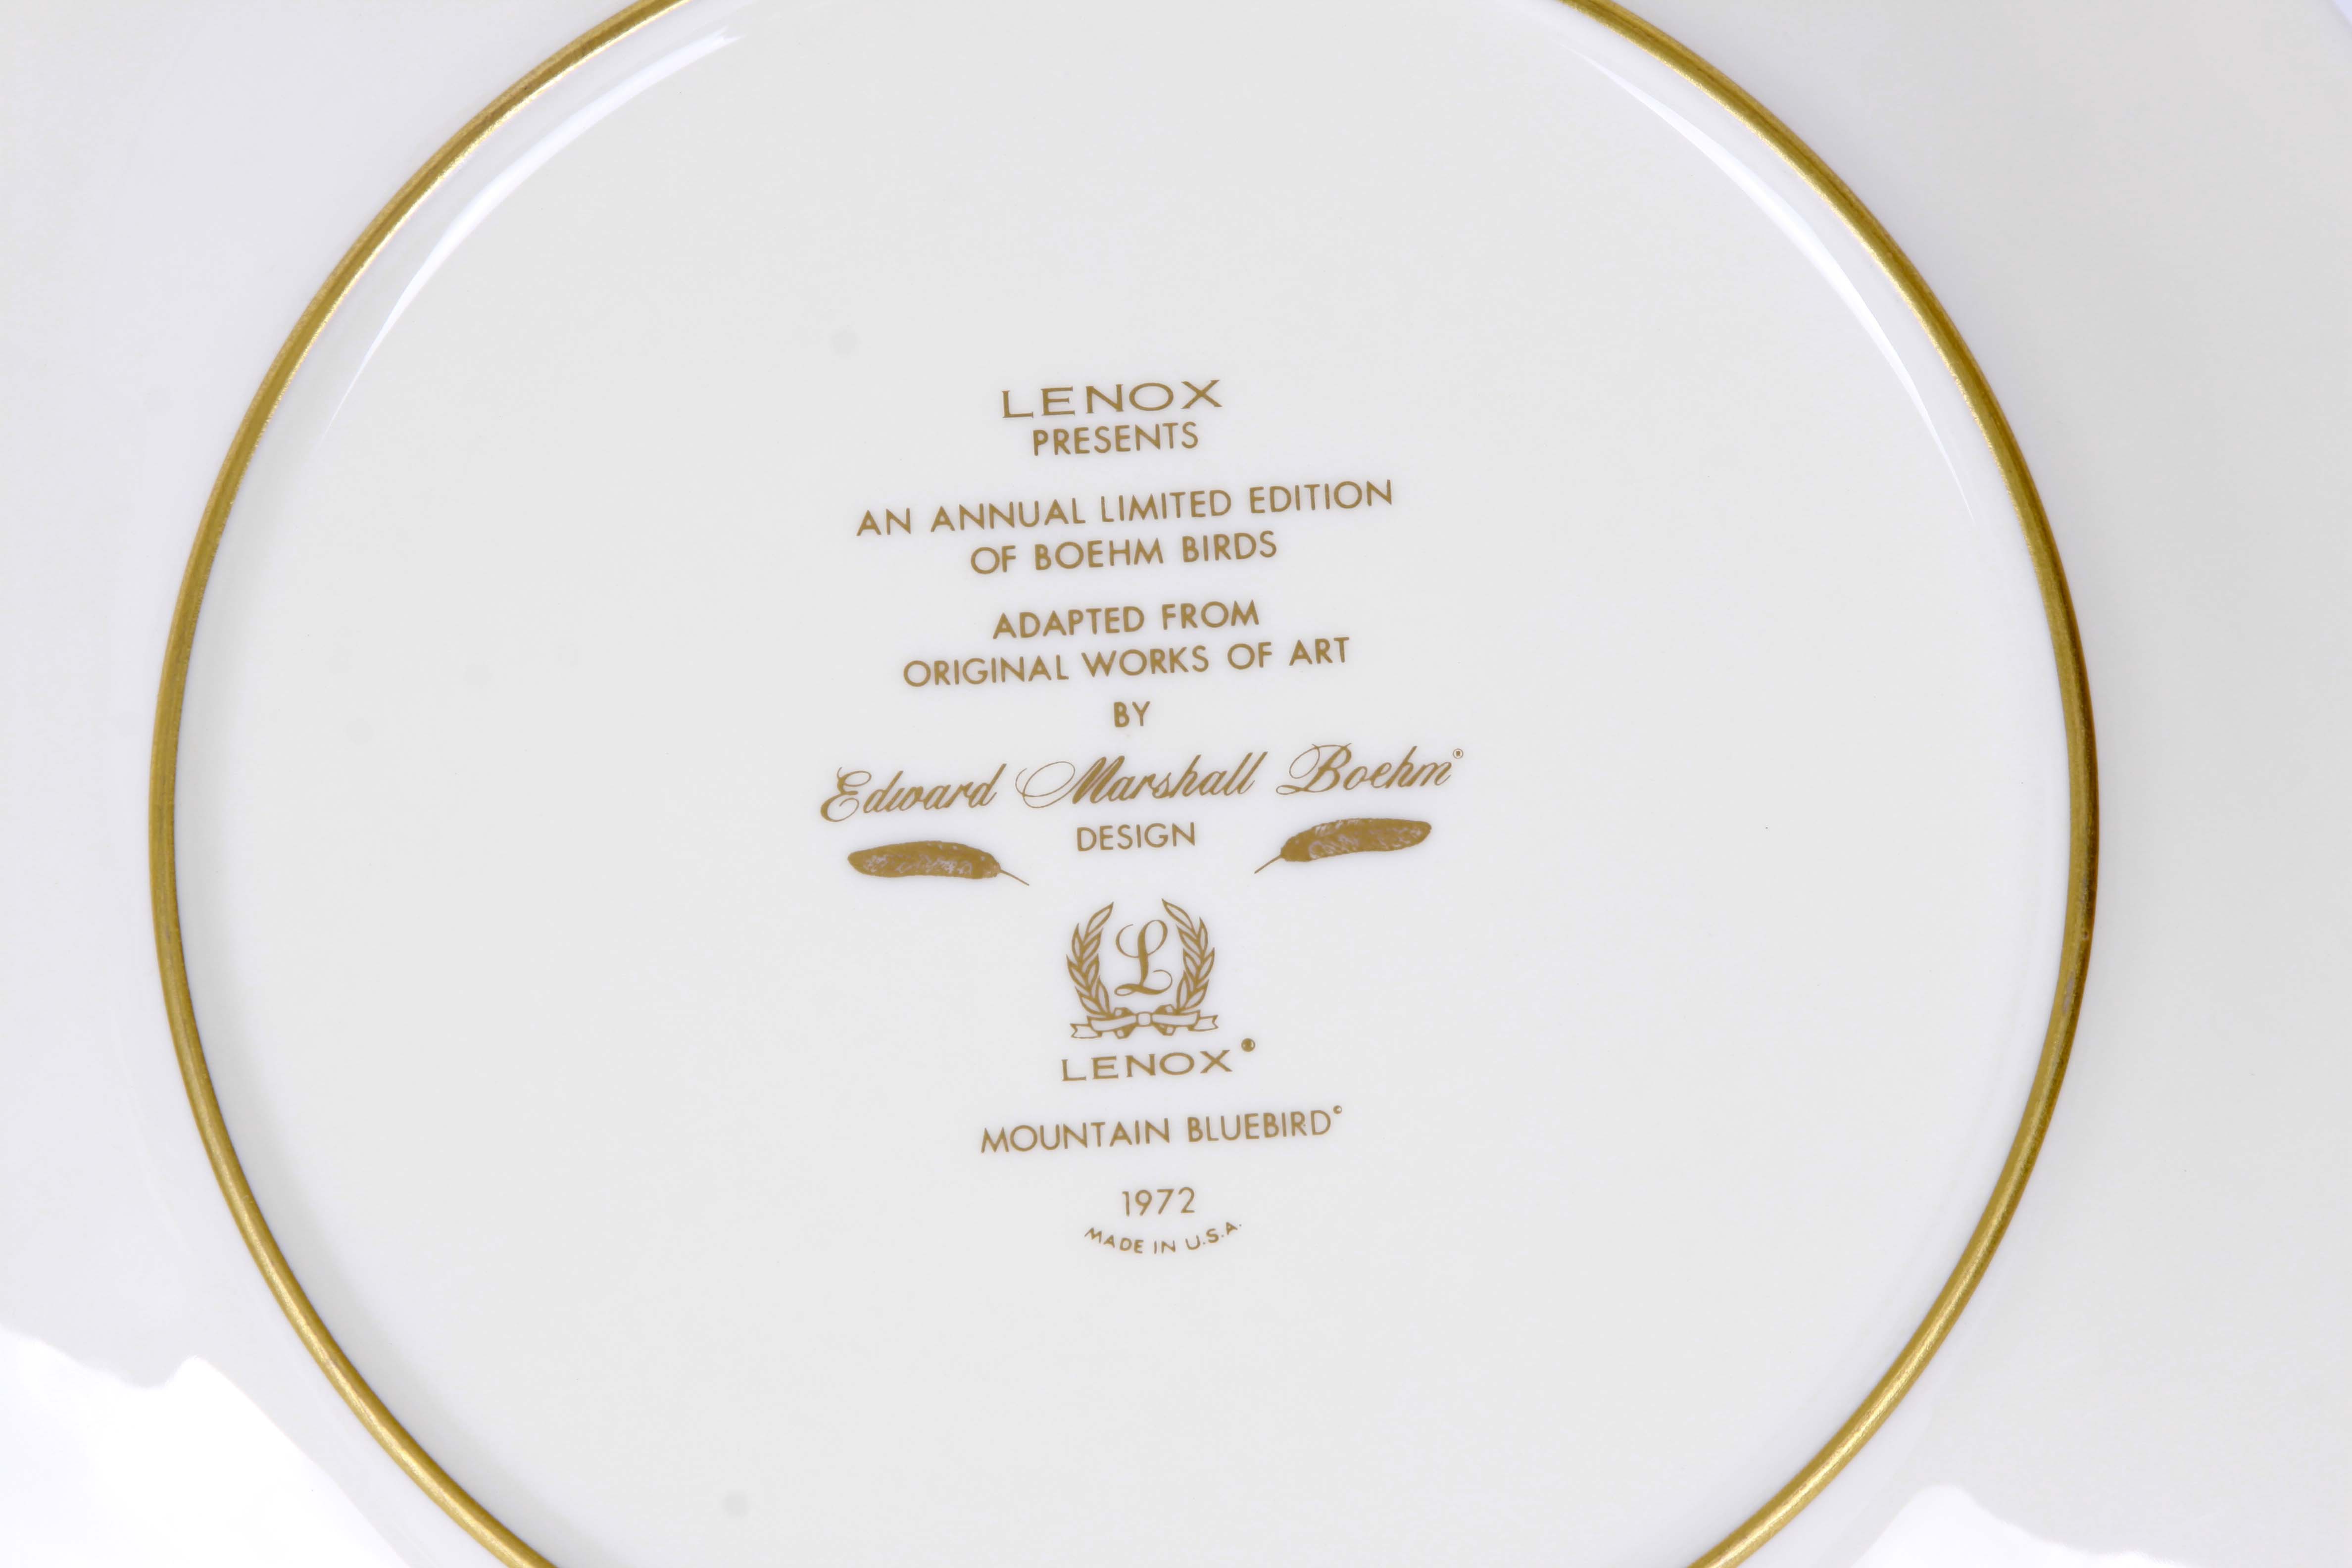 LENOX
PRESENTS
AN ANNUAL LIMITED EDITION
OF BOEHM BIRDS
ADAPTED FROM
ORIGINAL WORKS OF ART
BY
Edward Marshall Boehm®
DESIGN
L
LENOX®
MOUNTAIN BLUEBIRD©
1972
MADE IN U.S.A.